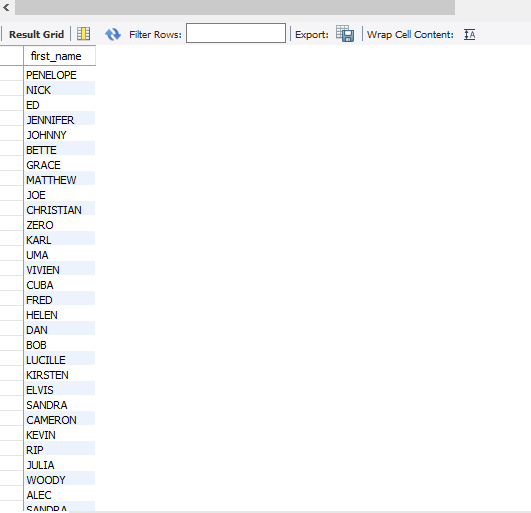 Result Grid Filter Rows: Export: Wrap Cell Content: IA
first_name
PENELOPE
NICK
ED
JENNIFER
JOHNNY
BETTE
GRACE
MATTHEW
JOE
CHRISTIAN
ZERO
KARL
UMA
VIVIEN
CUBA
FRED
HELEN
DAN
BOB
LUCILLE
KIRSTEN
ELVIS
SANDRA
CAMERON
KEVIN
RIP
JULIA
WOODY
ALEC
SANDRA